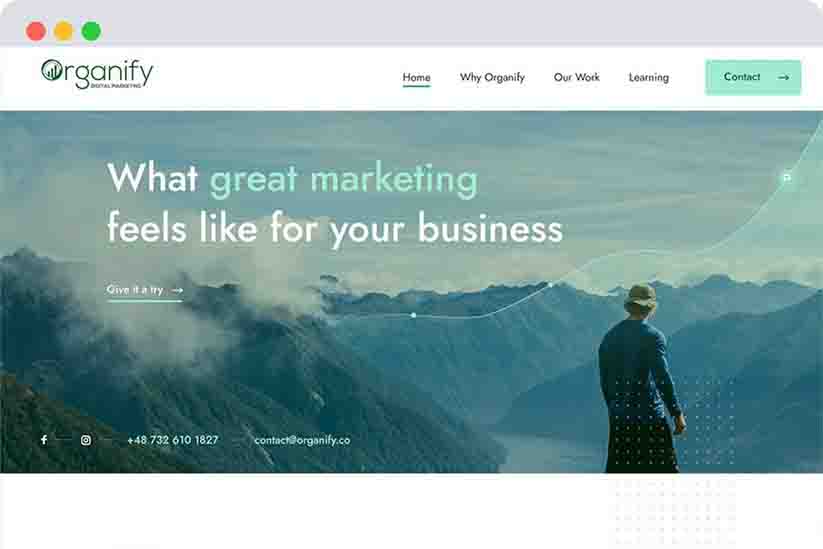 Organify
DIGITAL MARKETING
Home Why Organify Our Work Learning Contact →
What great marketing
feels like for your business
Give it a try →
+48 732 610 1827 contact@organify.co